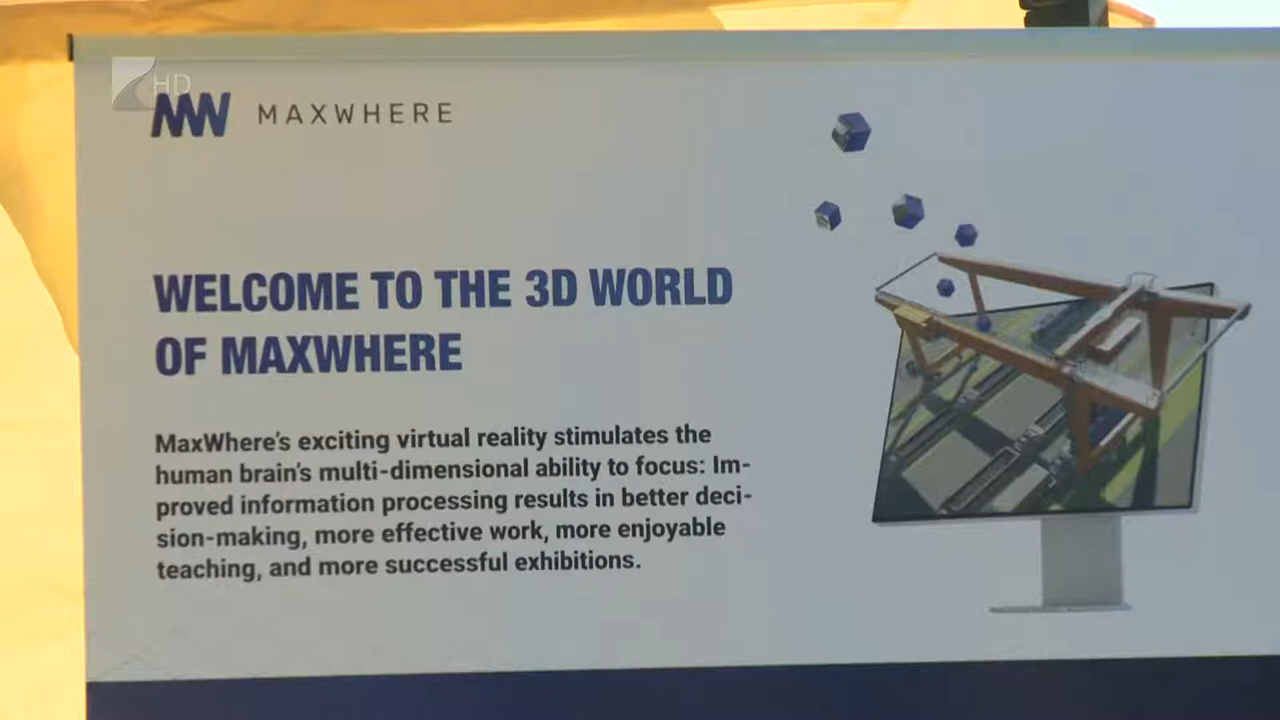 HD
MW MAXWHERE
WELCOME TO THE 3D WORLD
OF MAXWHERE
MaxWhere's exciting virtual reality stimulates the
human brain's multi-dimensional ability to focus: Im-
proved information processing results in better deci-
sion-making, more effective work, more enjoyable
teaching, and more successful exhibitions.